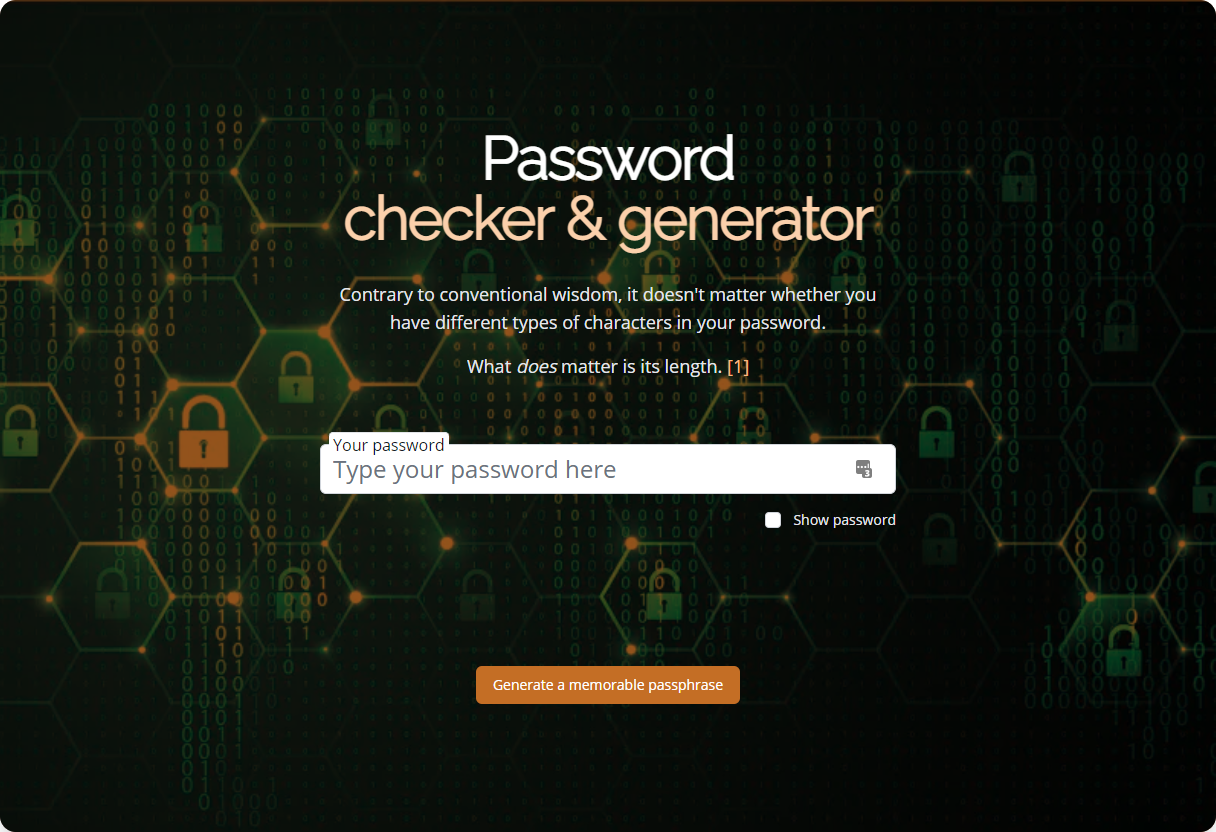 Password
checker & generator
Contrary to conventional wisdom, it doesn't matter whether you
have different types of characters in your password.
What does matter is its length. [1]
Your password
Type your password here
Show password
Generate a memorable passphrase